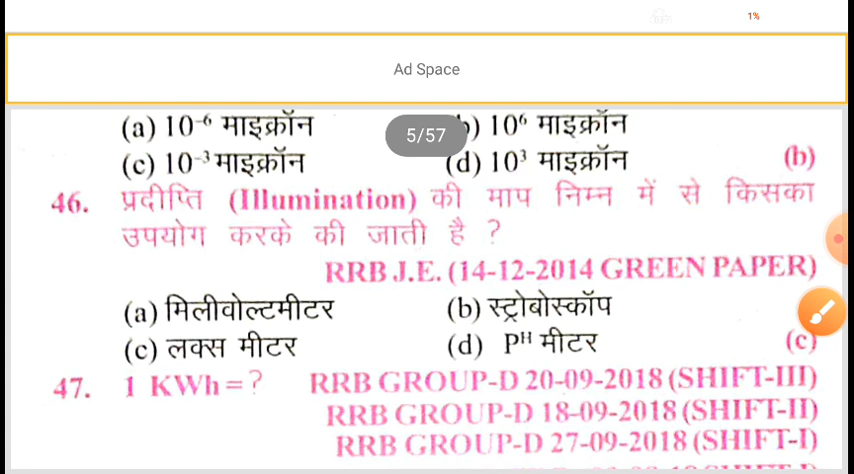 1%
Ad Space
(a) 10⁻⁶ माइक्रॉन ) 10⁶ माइक्रॉन
5/57
(c) 10⁻³ माइक्रॉन (d) 10³ माइक्रॉन (b)
46. प्रदीप्ति (Illumination) की माप निम्न में से किसका
उपयोग करके की जाती है ?
RRB J.E. (14-12-2014 GREEN PAPER)
(a) मिलीवोल्टमीटर (b) स्ट्रोबोस्कॉप
(c) लक्स मीटर (d) Pᴴ मीटर (c)
47. 1 KWh = ? RRB GROUP-D 20-09-2018 (SHIFT-III)
RRB GROUP-D 18-09-2018 (SHIFT-II)
RRB GROUP-D 27-09-2018 (SHIFT-I)